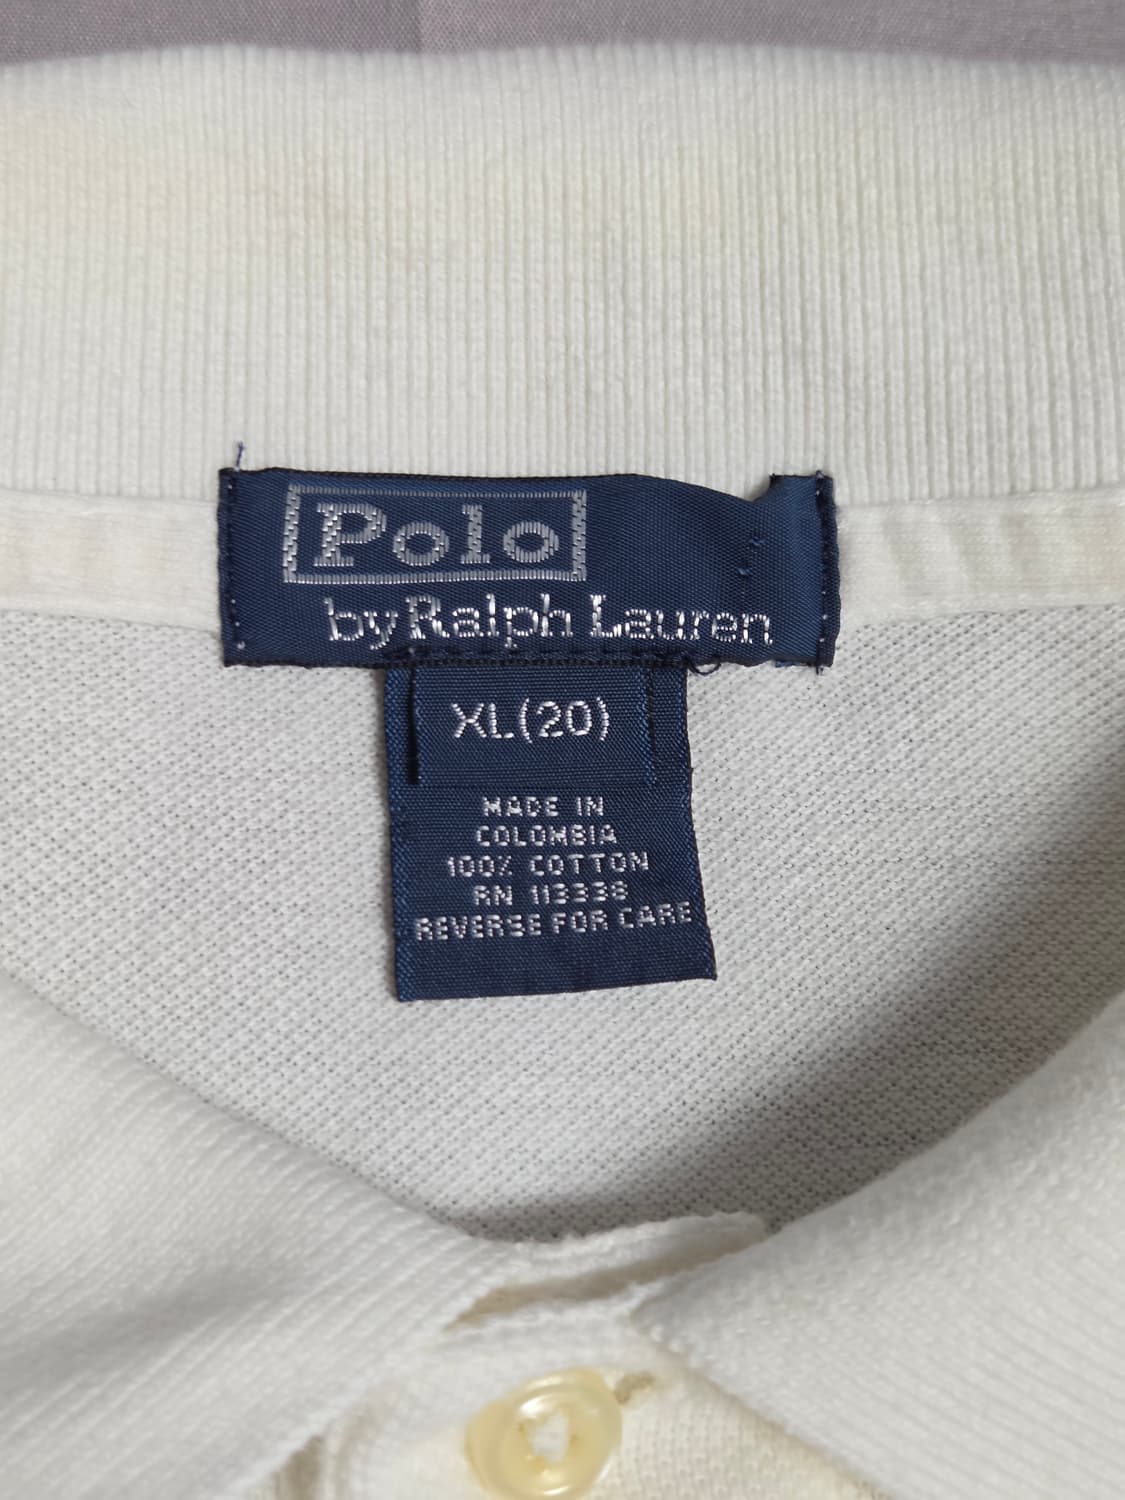 Polo
by Ralph Lauren
XL(20)
MADE IN
COLOMBIA
100% COTTON
RN 113338
REVERSE FOR CARE